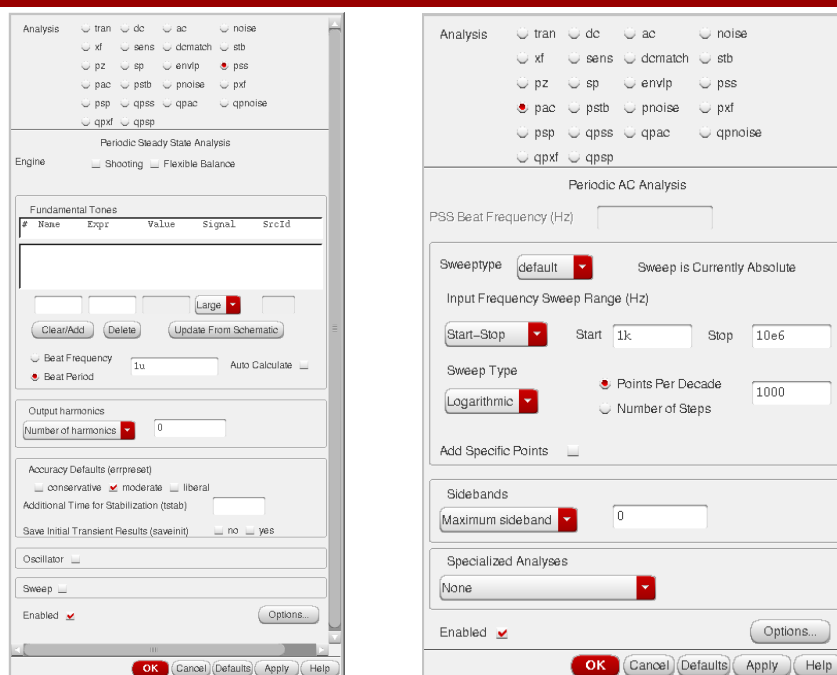 Analysis tran dc ac noise
xf sens dcmatch stb
pz sp envlp pss
pac pstb pnoise pxf
psp qpss qpac qpnoise
qpxf qpsp
Periodic Steady State Analysis
Engine Shooting Flexible Balance
Fundamental Tones
# Name Expr Value Signal SrcId
Large
Clear/Add Delete Update From Schematic
Beat Frequency
1u Auto Calculate
Beat Period
Output harmonics
Number of harmonics 0
Accuracy Defaults (errpreset)
conservative moderate liberal
Additional Time for Stabilization (tstab)
Save Initial Transient Results (saveinit) no yes
Oscillator
Sweep
Enabled Options...
OK Cancel Defaults Apply Help
Analysis tran dc ac noise
xf sens dcmatch stb
pz sp envlp pss
pac pstb pnoise pxf
psp qpss qpac qpnoise
qpxf qpsp
Periodic AC Analysis
PSS Beat Frequency (Hz)
Sweeptype default Sweep is Currently Absolute
Input Frequency Sweep Range (Hz)
Start-Stop Start 1k Stop 10e6
Sweep Type
Points Per Decade
Logarithmic 1000
Number of Steps
Add Specific Points
Sidebands
Maximum sideband 0
Specialized Analyses
None
Enabled Options...
OK Cancel Defaults Apply Help